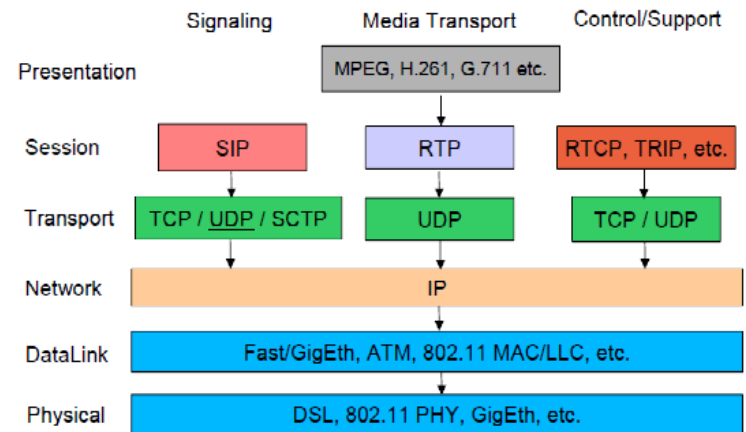 Signaling Media Transport Control/Support
Presentation MPEG, H.261, G.711 etc.
Session SIP RTP RTCP, TRIP, etc.
Transport TCP / UDP / SCTP UDP TCP / UDP
Network IP
DataLink Fast/GigEth, ATM, 802.11 MAC/LLC, etc.
Physical DSL, 802.11 PHY, GigEth, etc.